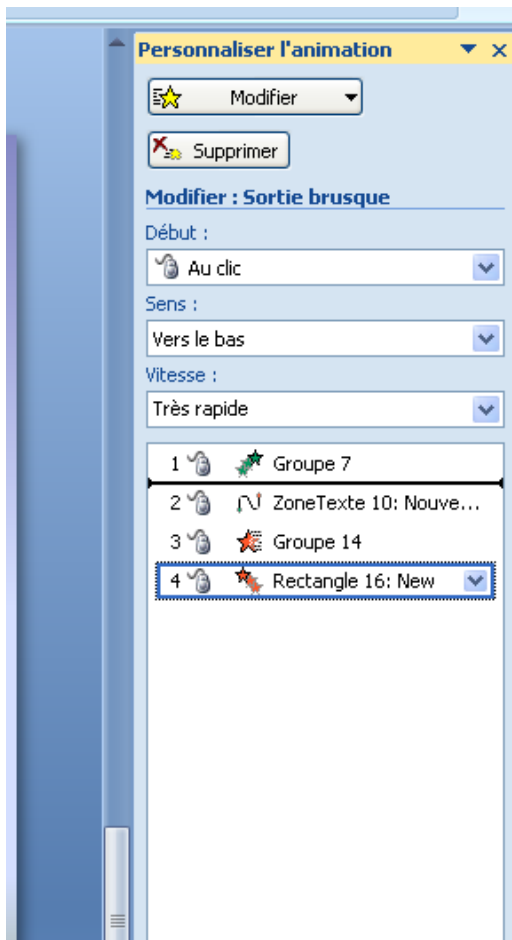 Personnaliser l'animation
Modifier
Supprimer
Modifier : Sortie brusque
Début :
Au clic
Sens :
Vers le bas
Vitesse :
Très rapide
1 Groupe 7
2 ZoneTexte 10: Nouve...
3 Groupe 14
4 Rectangle 16: New